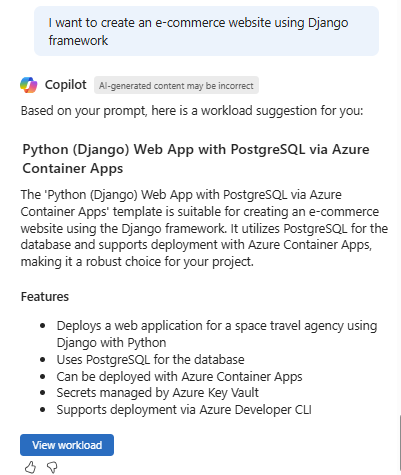 I want to create an e-commerce website using Django
framework
Copilot AI-generated content may be incorrect
Based on your prompt, here is a workload suggestion for you:
Python (Django) Web App with PostgreSQL via Azure
Container Apps
The 'Python (Django) Web App with PostgreSQL via Azure
Container Apps' template is suitable for creating an e-commerce
website using the Django framework. It utilizes PostgreSQL for the
database and supports deployment with Azure Container Apps,
making it a robust choice for your project.
Features
• Deploys a web application for a space travel agency using
Django with Python
• Uses PostgreSQL for the database
• Can be deployed with Azure Container Apps
• Secrets managed by Azure Key Vault
• Supports deployment via Azure Developer CLI
View workload